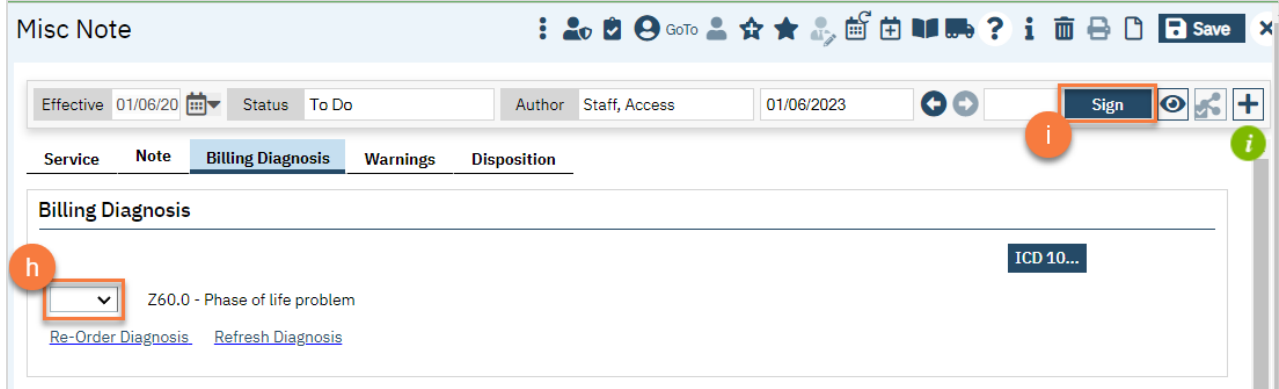 Misc Note GoTo ? i Save
Effective 01/06/20 Status To Do Author Staff, Access 01/06/2023 Sign
i
i
Service Note Billing Diagnosis Warnings Disposition
Billing Diagnosis
ICD 10...
h
Z60.0 - Phase of life problem
Re-Order Diagnosis Refresh Diagnosis